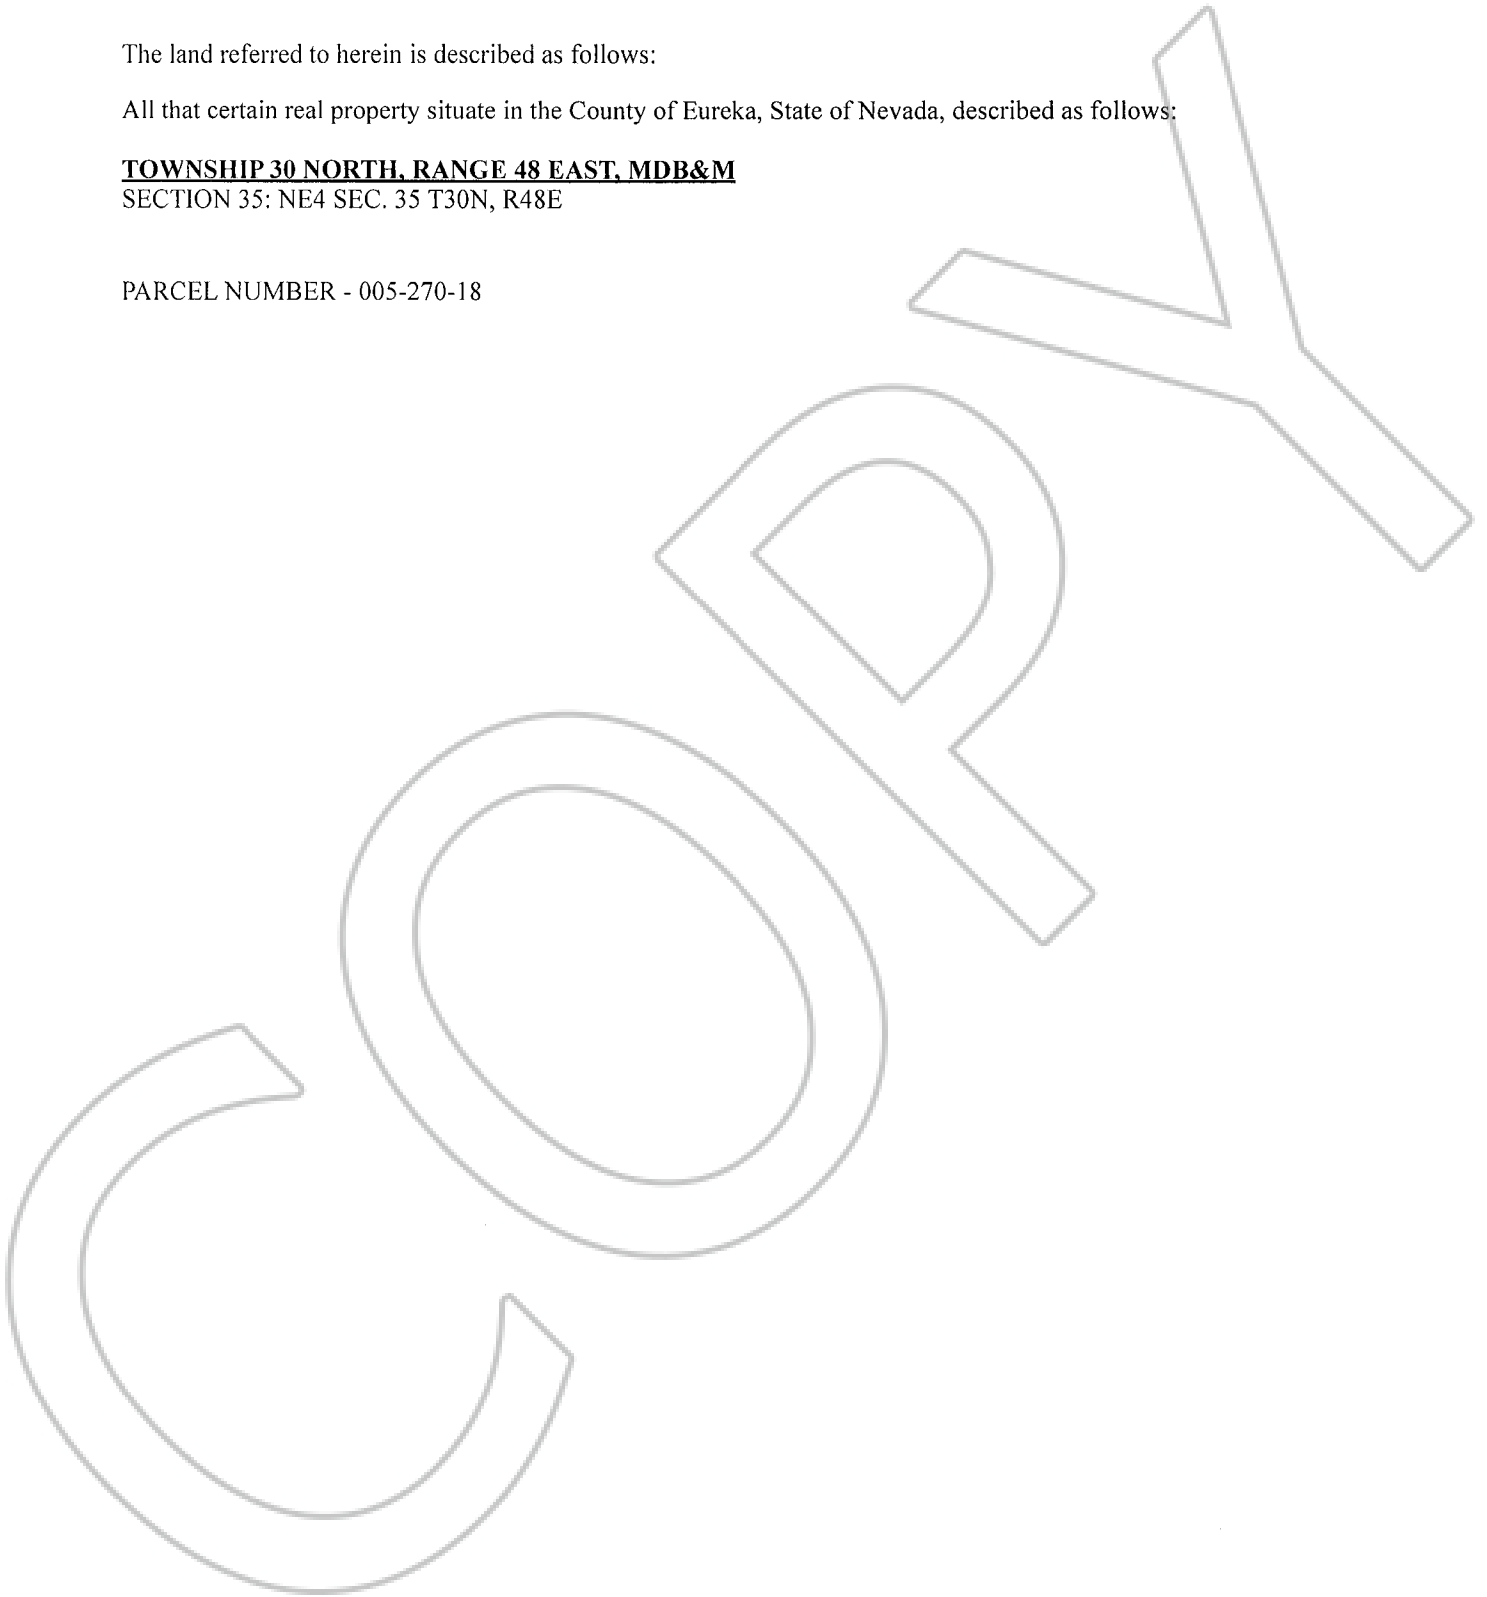 The land referred to herein is described as follows:
All that certain real property situate in the County of Eureka, State of Nevada, described as follows:
TOWNSHIP 30 NORTH, RANGE 48 EAST, MDB&M
SECTION 35: NE4 SEC. 35 T30N, R48E
PARCEL NUMBER - 005-270-18
COPY